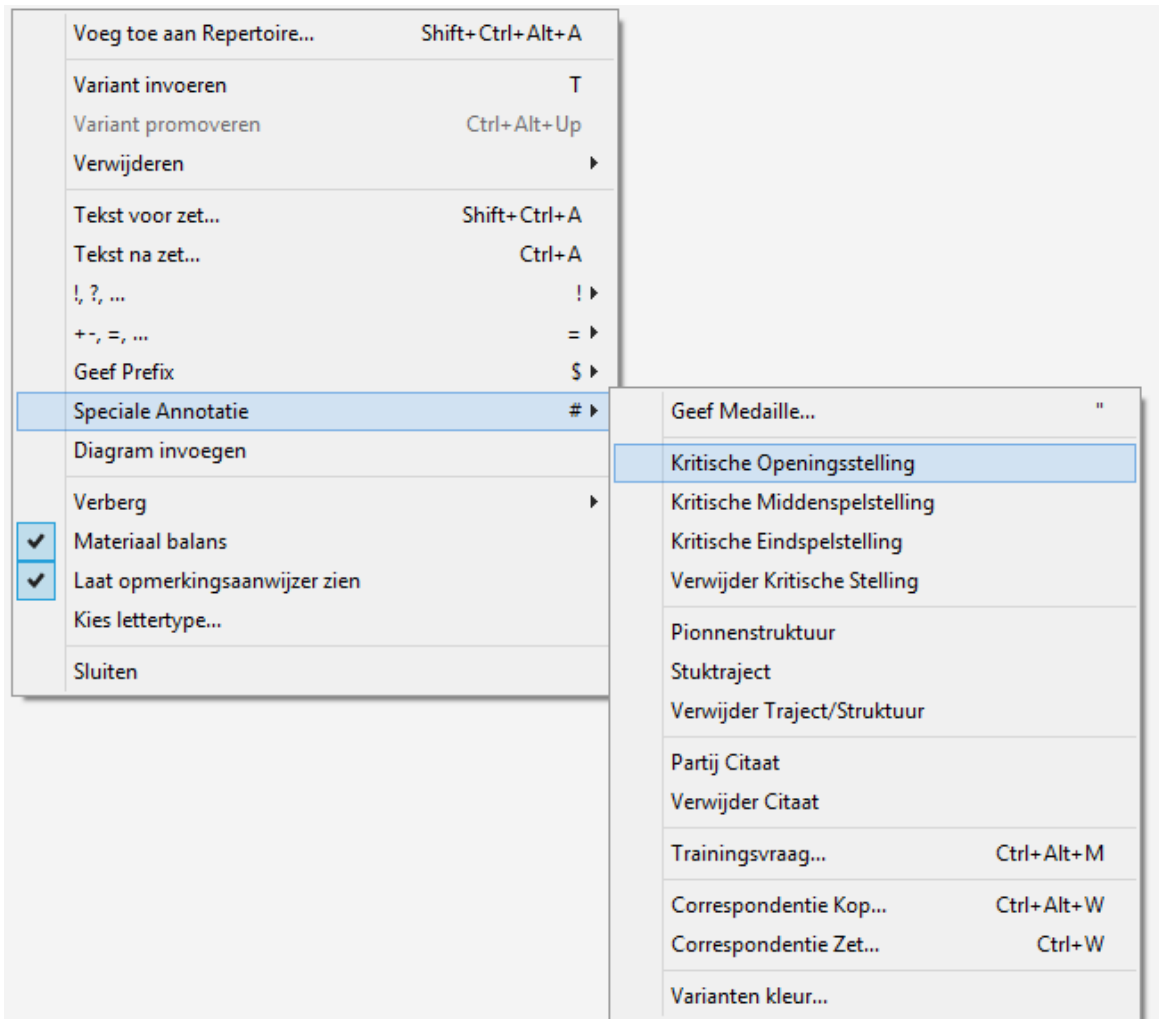 Voeg toe aan Repertoire... Shift+Ctrl+Alt+A
Variant invoeren T
Variant promoveren Ctrl+Alt+Up
Verwijderen
Tekst voor zet... Shift+Ctrl+A
Tekst na zet... Ctrl+A
!, ?, ... !
+-, =, ... =
Geef Prefix $
Speciale Annotatie #
Diagram invoegen
Verberg
Materiaal balans
Laat opmerkingsaanwijzer zien
Kies lettertype...
Sluiten
Geef Medaille... "
Kritische Openingsstelling
Kritische Middenspelstelling
Kritische Eindspelstelling
Verwijder Kritische Stelling
Pionnenstruktuur
Stuktraject
Verwijder Traject/Struktuur
Partij Citaat
Verwijder Citaat
Trainingsvraag... Ctrl+Alt+M
Correspondentie Kop... Ctrl+Alt+W
Correspondentie Zet... Ctrl+W
Varianten kleur...